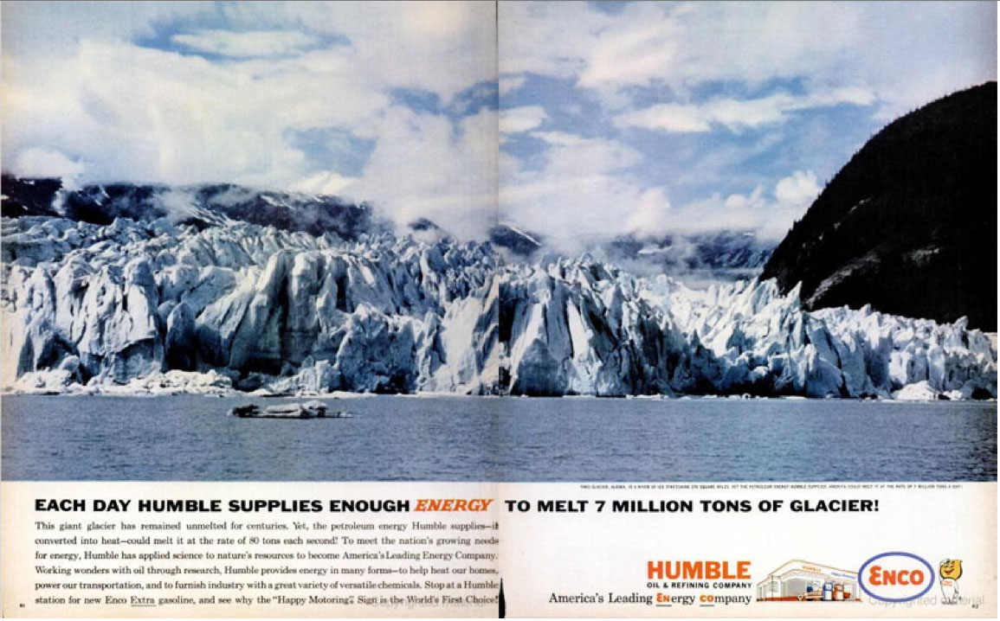 TAKU GLACIER, ALASKA, IS A RIVER OF ICE STRETCHING SQUARE MILES. YET THE PETROLEUM ENERGY HUMBLE SUPPLIES AMERICA COULD MELT IT AT THE RATE OF 7 MILLION TONS A DAY!
EACH DAY HUMBLE SUPPLIES ENOUGH ENERGY TO MELT 7 MILLION TONS OF GLACIER!
This giant glacier has remained unmelted for centuries. Yet, the petroleum energy Humble supplies—if
converted into heat—could melt it at the rate of 80 tons each second! To meet the nation's growing needs
for energy, Humble has applied science to nature's resources to become America's Leading Energy Company.
Working wonders with oil through research, Humble provides energy in many forms—to help heat our homes,
power our transportation, and to furnish industry with a great variety of versatile chemicals. Stop at a Humble
station for new Enco Extra gasoline, and see why the "Happy Motoring" Sign is the World's First Choice!
HUMBLE
OIL & REFINING COMPANY
America's Leading ENergy COmpany
HUMBLE
ENCO
Copyrighted material
Copyrighted material